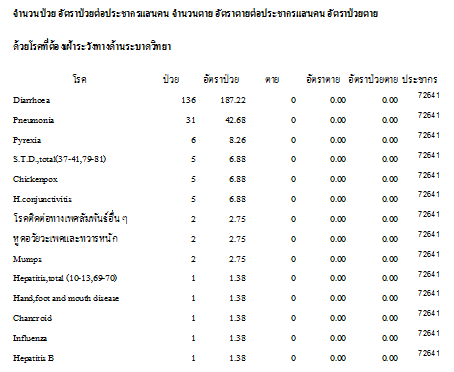 จำนวนป่วย อัตราป่วยต่อประชากรแสนคน จำนวนตาย อัตราตายต่อประชากรแสนคน อัตราป่วยตาย
ด้วยโรคที่ต้องเฝ้าระวังทางด้านระบาดวิทยา
โรค ป่วย อัตราป่วย ตาย อัตราตาย อัตราป่วยตาย ประชากร
Diarrhoea 136 187.22 0 0.00 0.00 72641
Pneumonia 31 42.68 0 0.00 0.00 72641
Pyrexia 6 8.26 0 0.00 0.00 72641
S.T.D.,total(37-41,79-81) 5 6.88 0 0.00 0.00 72641
Chickenpox 5 6.88 0 0.00 0.00 72641
H.conjunctivitis 5 6.88 0 0.00 0.00 72641
โรคติดต่อทางเพศสัมพันธ์อื่น ๆ 2 2.75 0 0.00 0.00 72641
หูดอวัยวะเพศและทวารหนัก 2 2.75 0 0.00 0.00 72641
Mumps 2 2.75 0 0.00 0.00 72641
Hepatitis,total (10-13,69-70) 1 1.38 0 0.00 0.00 72641
Hand,foot and mouth disease 1 1.38 0 0.00 0.00 72641
Chancroid 1 1.38 0 0.00 0.00 72641
Influenza 1 1.38 0 0.00 0.00 72641
Hepatitis B 1 1.38 0 0.00 0.00 72641